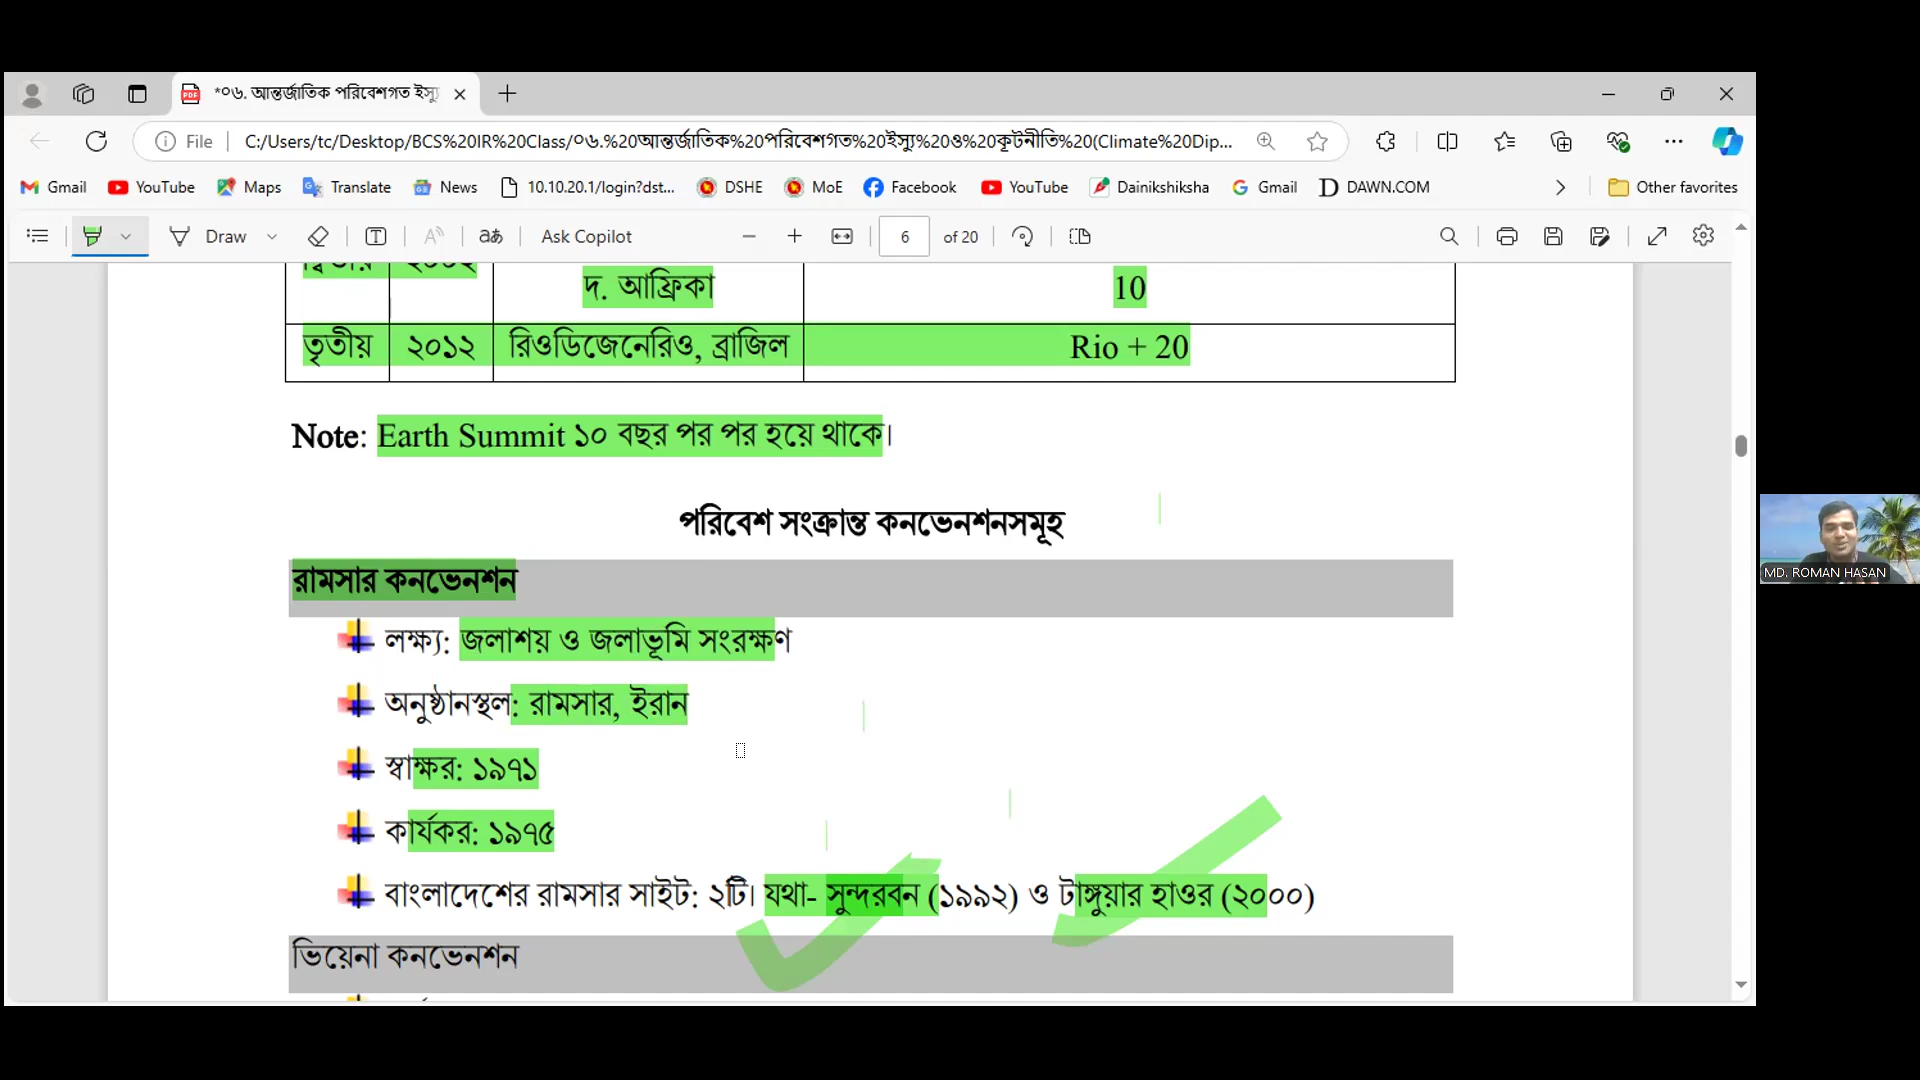 *০৬. আন্তর্জাতিক পরিবেশগত ইস্যু
File C:/Users/tc/Desktop/BCS%20IR%20Class/০৬.%20আন্তর্জাতিক%20পরিবেশগত%20ইস্যু%20ও%20কূটনীতি%20(Climate%20Dip...
Gmail YouTube Maps Translate News 10.10.20.1/login?dst... DSHE MoE Facebook YouTube Dainikshiksha Gmail DAWN.COM Other favorites
Draw Ask Copilot 6 of 20
দ্বিতীয় ২০০২
দ. আফ্রিকা 10
তৃতীয় ২০১২ রিওডিজেনেরিও, ব্রাজিল Rio + 20
Note: Earth Summit ১০ বছর পর পর হয়ে থাকে।
পরিবেশ সংক্রান্ত কনভেনশনসমূহ
রামসার কনভেনশন
লক্ষ্য: জলাশয় ও জলাভূমি সংরক্ষণ
অনুষ্ঠানস্থল: রামসার, ইরান
স্বাক্ষর: ১৯৭১
কার্যকর: ১৯৭৫
বাংলাদেশের রামসার সাইট: ২টি। যথা- সুন্দরবন (১৯৯২) ও টাঙ্গুয়ার হাওর (২০০০)
ভিয়েনা কনভেনশন
MD. ROMAN HASAN